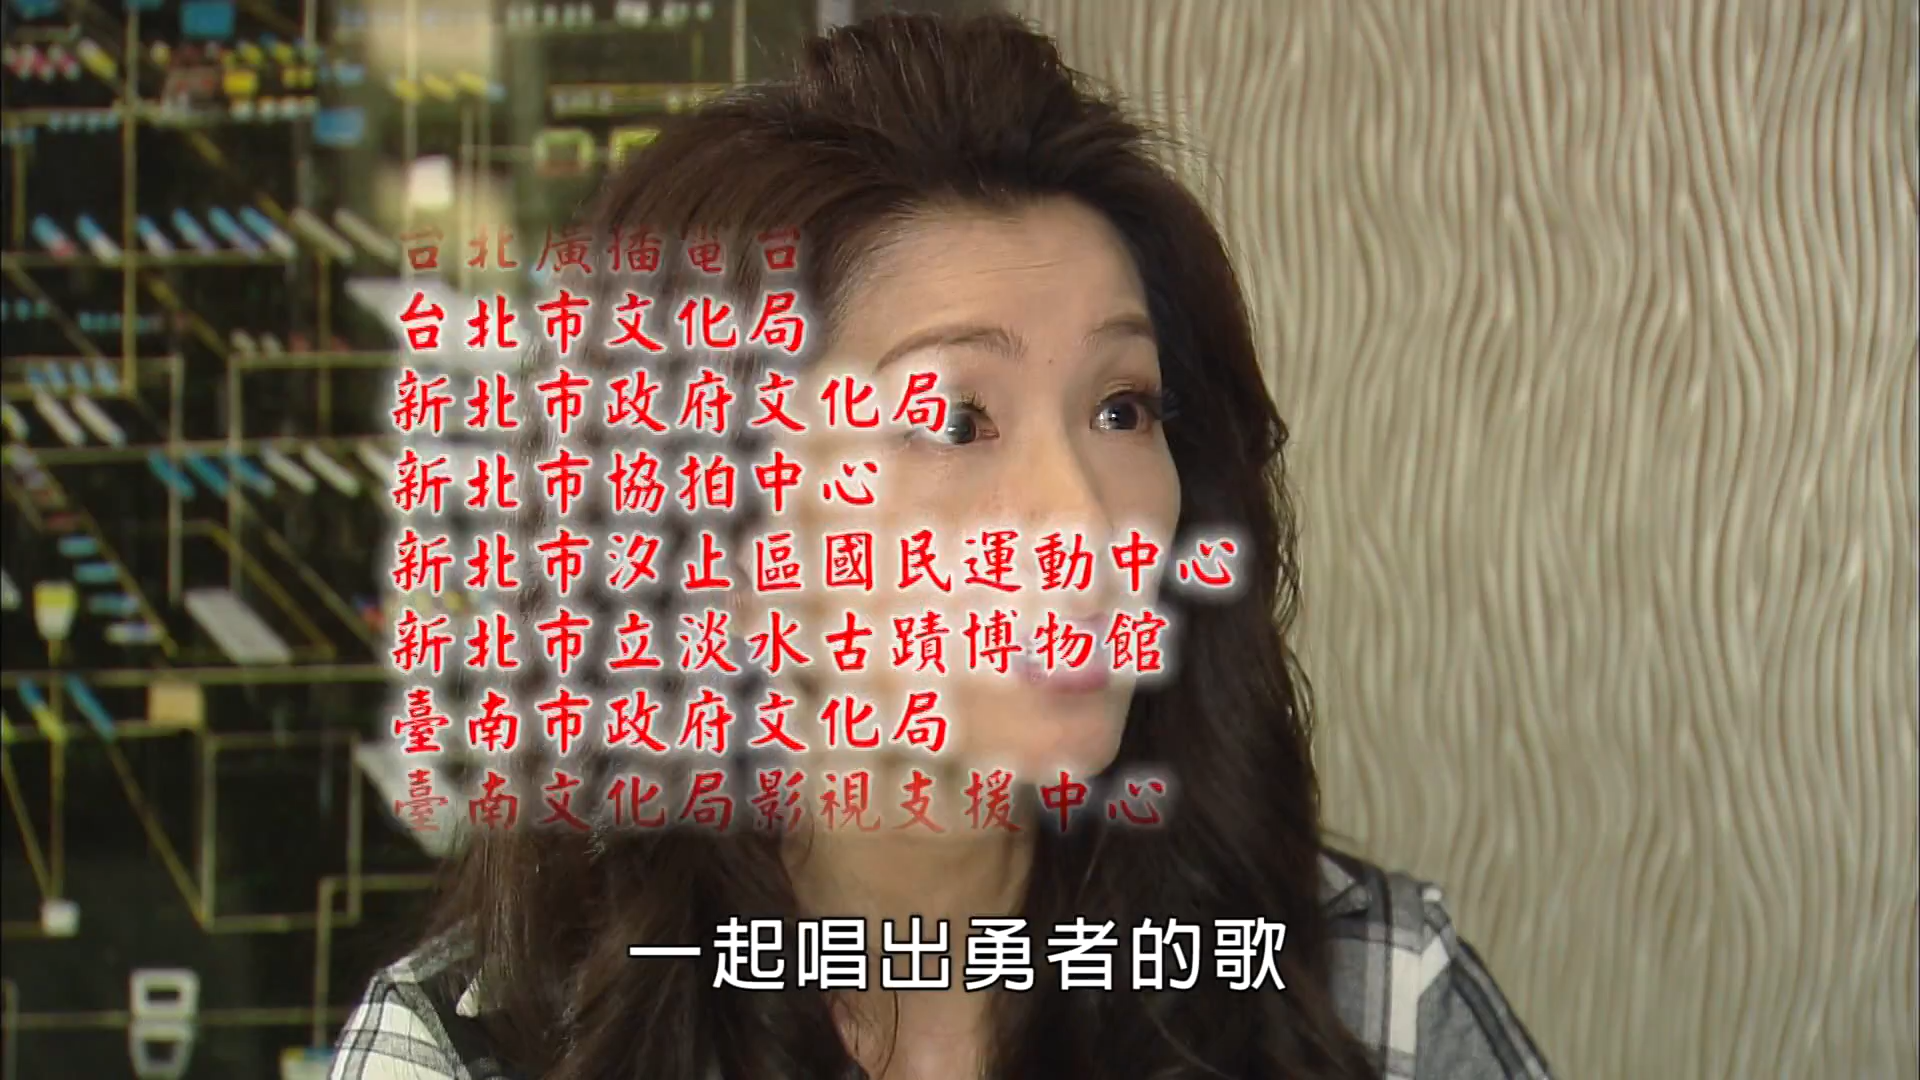 台北廣播電台
台北市文化局
新北市政府文化局
新北市協拍中心
新北市汐止區國民運動中心
新北市立淡水古蹟博物館
臺南市政府文化局
臺南文化局影視支援中心
一起唱出勇者的歌